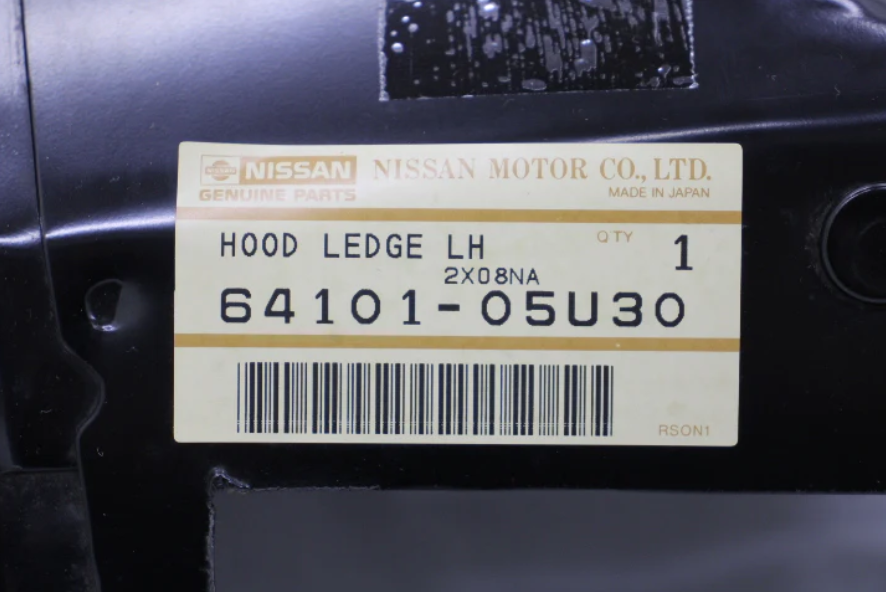 NISSAN NISSAN MOTOR CO., LTD.
GENUINE PARTS MADE IN JAPAN
HOOD LEDGE LH QTY 1
2X08NA
64101-05U30
RSON1